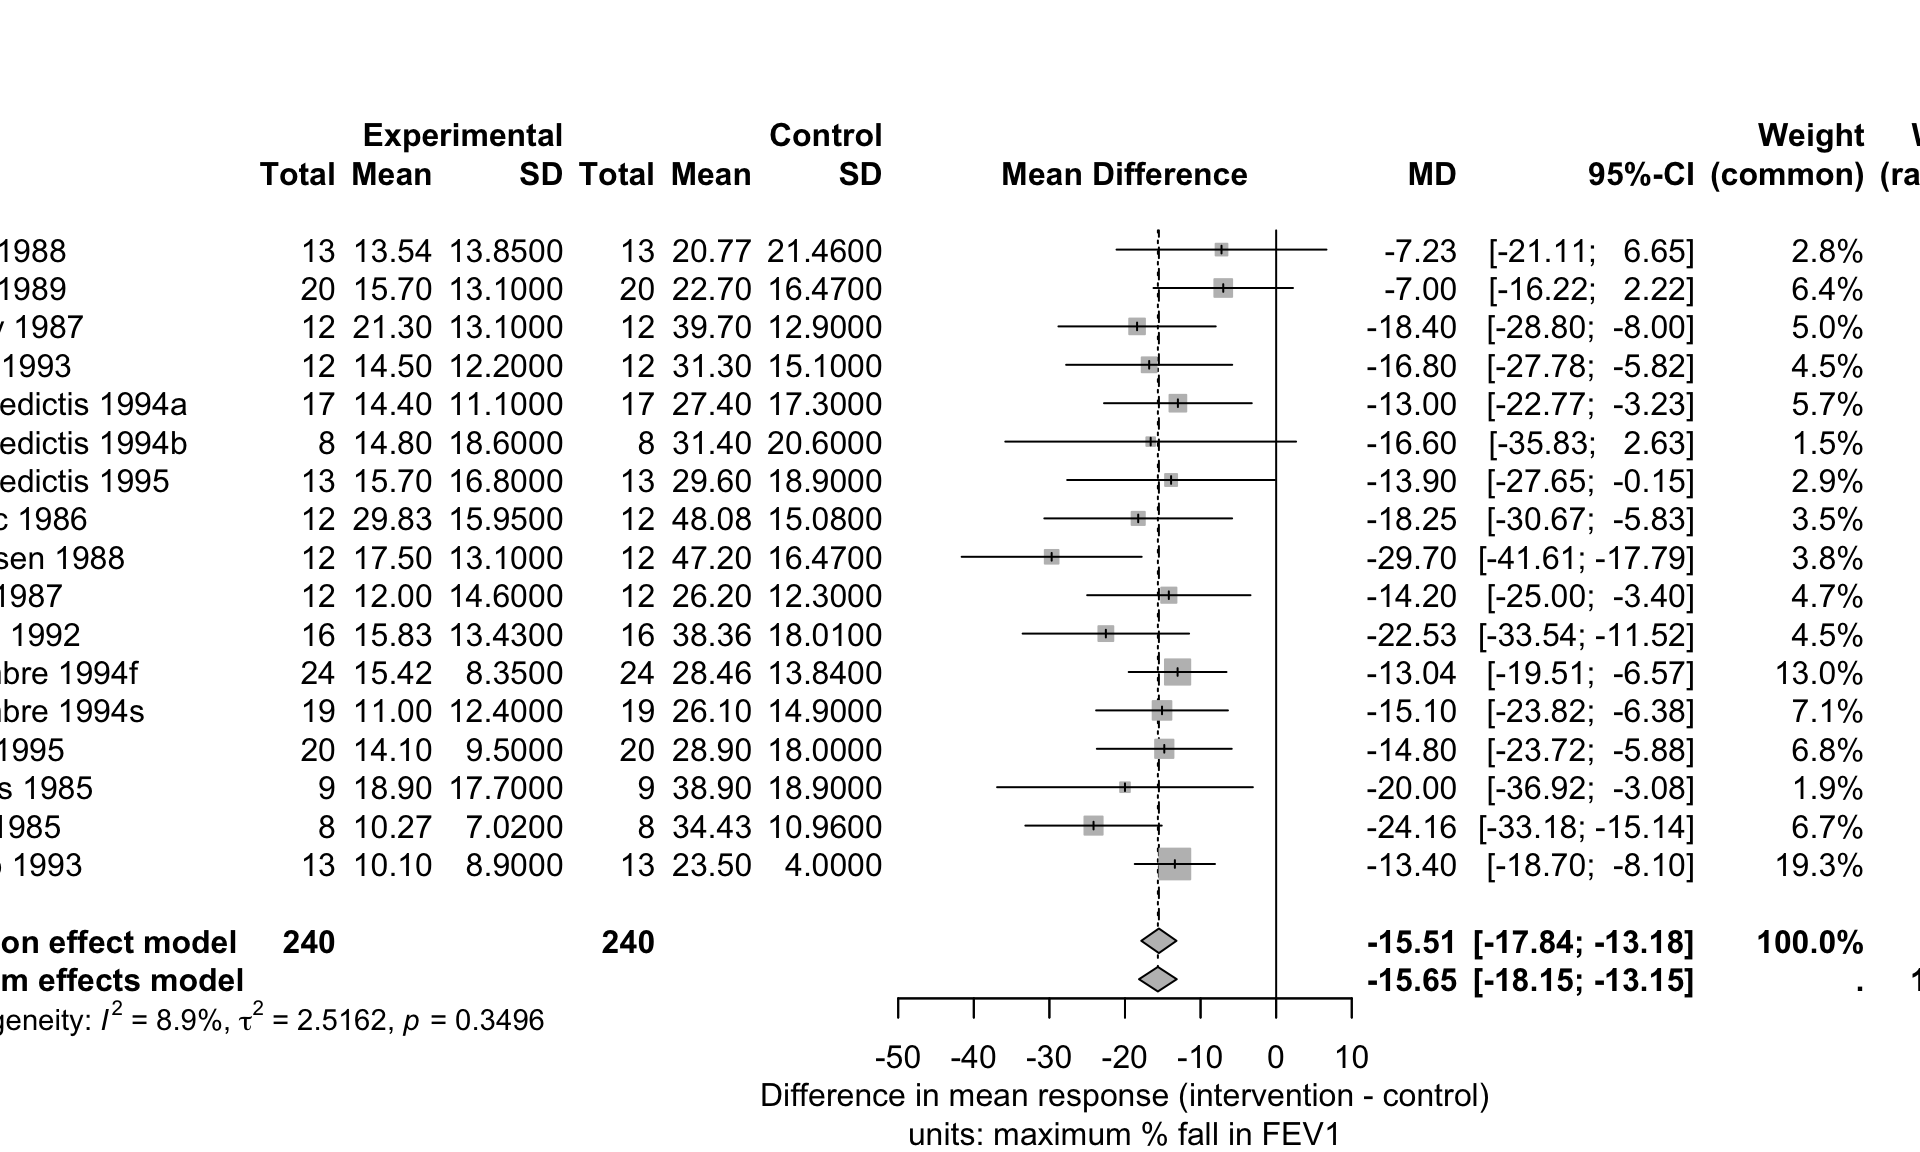 Experimental Control Weight
Total Mean SD Total Mean SD Mean Difference MD 95%-CI (common) (ra
1988 13 13.54 13.8500 13 20.77 21.4600 -7.23 [-21.11; 6.65] 2.8%
1989 20 15.70 13.1000 20 22.70 16.4700 -7.00 [-16.22; 2.22] 6.4%
1987 12 21.30 13.1000 12 39.70 12.9000 -18.40 [-28.80; -8.00] 5.0%
1993 12 14.50 12.2000 12 31.30 15.1000 -16.80 [-27.78; -5.82] 4.5%
edictis 1994a 17 14.40 11.1000 17 27.40 17.3000 -13.00 [-22.77; -3.23] 5.7%
edictis 1994b 8 14.80 18.6000 8 31.40 20.6000 -16.60 [-35.83; 2.63] 1.5%
edictis 1995 13 15.70 16.8000 13 29.60 18.9000 -13.90 [-27.65; -0.15] 2.9%
c 1986 12 29.83 15.9500 12 48.08 15.0800 -18.25 [-30.67; -5.83] 3.5%
sen 1988 12 17.50 13.1000 12 47.20 16.4700 -29.70 [-41.61; -17.79] 3.8%
1987 12 12.00 14.6000 12 26.20 12.3000 -14.20 [-25.00; -3.40] 4.7%
1992 16 15.83 13.4300 16 38.36 18.0100 -22.53 [-33.54; -11.52] 4.5%
bre 1994f 24 15.42 8.3500 24 28.46 13.8400 -13.04 [-19.51; -6.57] 13.0%
bre 1994s 19 11.00 12.4000 19 26.10 14.9000 -15.10 [-23.82; -6.38] 7.1%
1995 20 14.10 9.5000 20 28.90 18.0000 -14.80 [-23.72; -5.88] 6.8%
s 1985 9 18.90 17.7000 9 38.90 18.9000 -20.00 [-36.92; -3.08] 1.9%
1985 8 10.27 7.0200 8 34.43 10.9600 -24.16 [-33.18; -15.14] 6.7%
1993 13 10.10 8.9000 13 23.50 4.0000 -13.40 [-18.70; -8.10] 19.3%
on effect model 240 240 -15.51 [-17.84; -13.18] 100.0%
m effects model -15.65 [-18.15; -13.15] . 1
geneity: I² = 8.9%, τ² = 2.5162, p = 0.3496
-50 -40 -30 -20 -10 0 10
Difference in mean response (intervention - control)
units: maximum % fall in FEV1